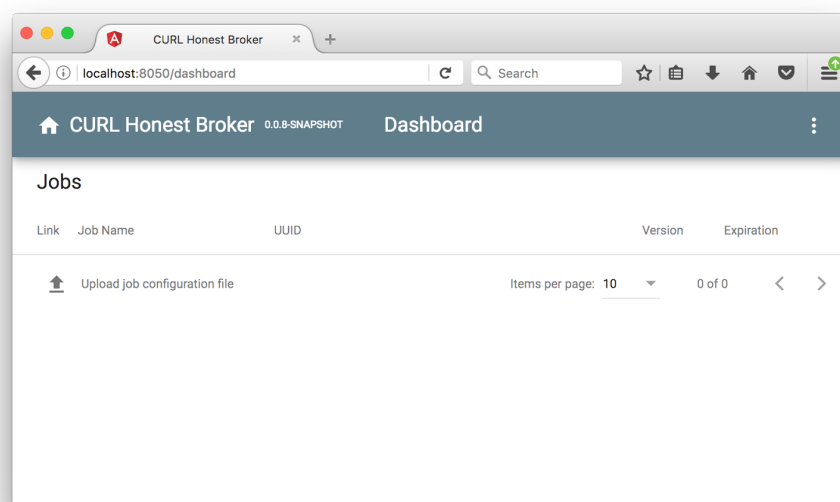 CURL Honest Broker
localhost:8050/dashboard
Search
CURL Honest Broker 0.0.8-SNAPSHOT Dashboard
Jobs
Link Job Name UUID Version Expiration
Upload job configuration file Items per page: 10 0 of 0